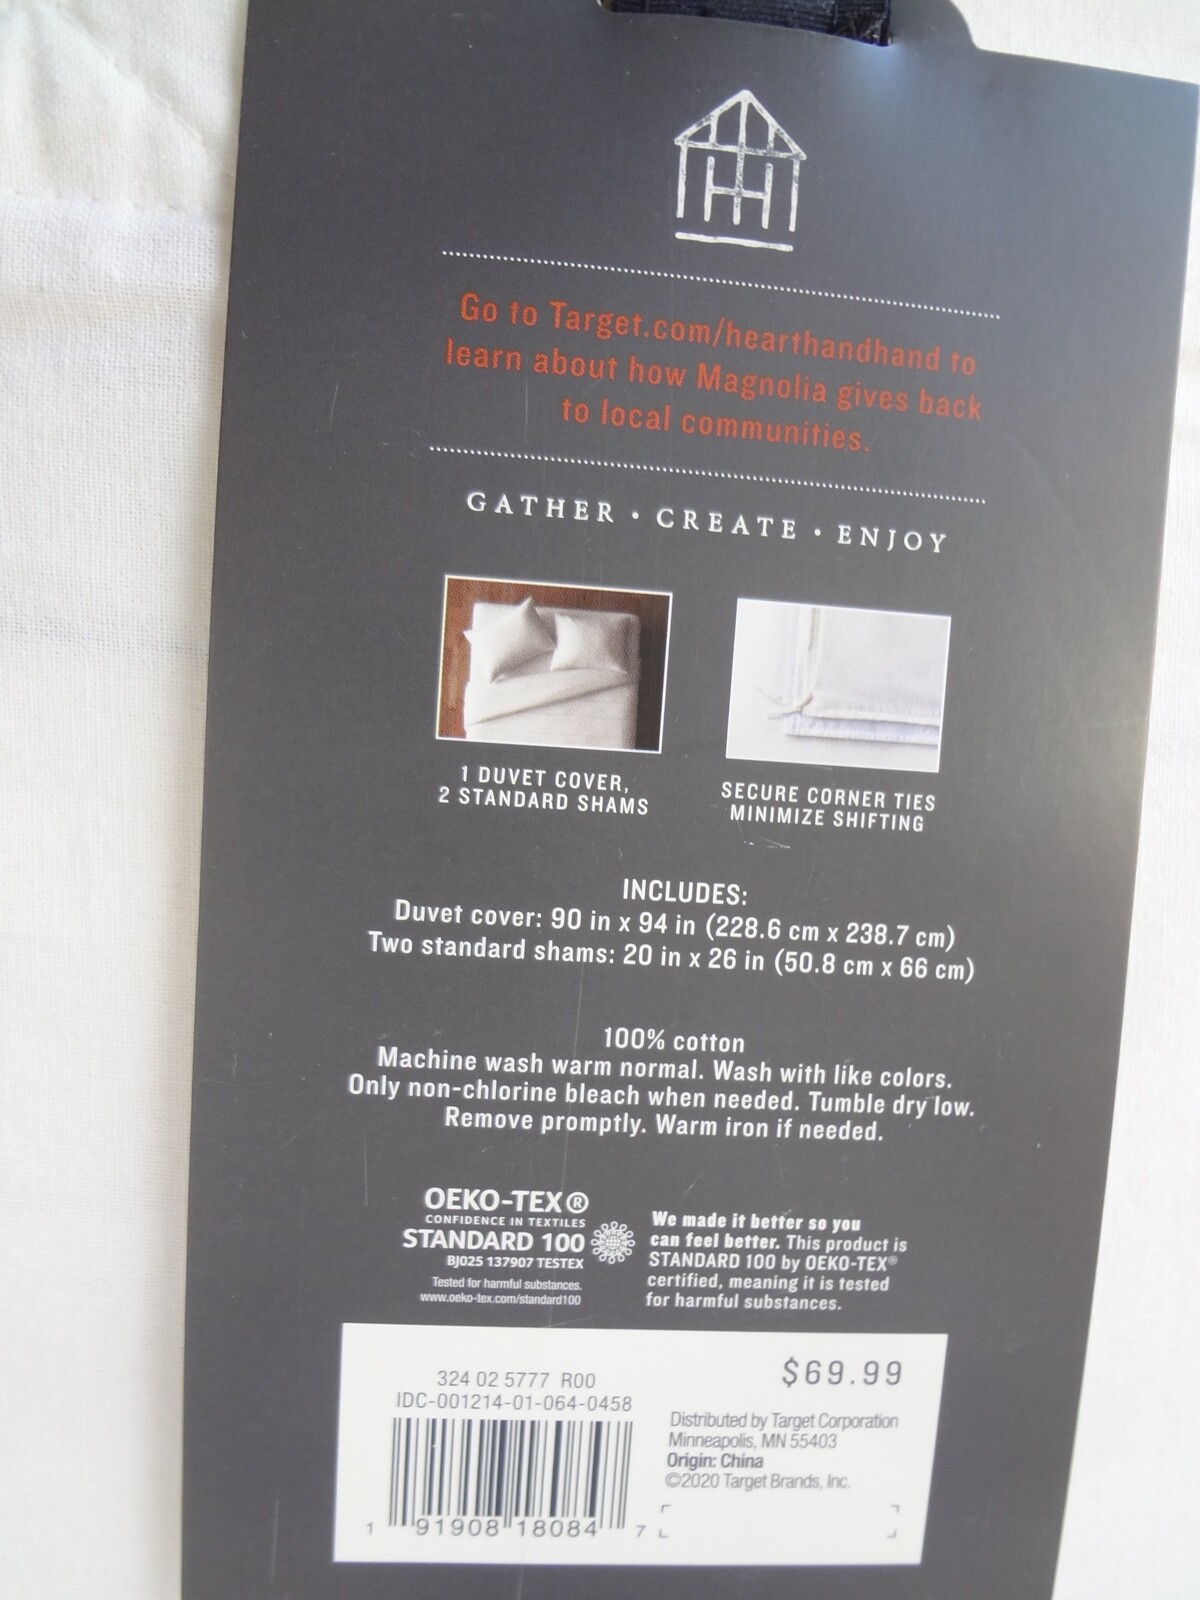 Go to Target.com/hearthandhand to
learn about how Magnolia gives back
to local communities.
GATHER • CREATE • ENJOY
1 DUVET COVER,
2 STANDARD SHAMS
SECURE CORNER TIES
MINIMIZE SHIFTING
INCLUDES:
Duvet cover: 90 in x 94 in (228.6 cm x 238.7 cm)
Two standard shams: 20 in x 26 in (50.8 cm x 66 cm)
100% cotton
Machine wash warm normal. Wash with like colors.
Only non-chlorine bleach when needed. Tumble dry low.
Remove promptly. Warm iron if needed.
OEKO-TEX®
CONFIDENCE IN TEXTILES
STANDARD 100
BJ025 137907 TESTEX
Tested for harmful substances.
www.oeko-tex.com/standard100
We made it better so you
can feel better. This product is
STANDARD 100 by OEKO-TEX®
certified, meaning it is tested
for harmful substances.
324 02 5777 R00
IDC-001214-01-064-0458
1 91908 18084 7
$69.99
Distributed by Target Corporation
Minneapolis, MN 55403
Origin: China
©2020 Target Brands, Inc.